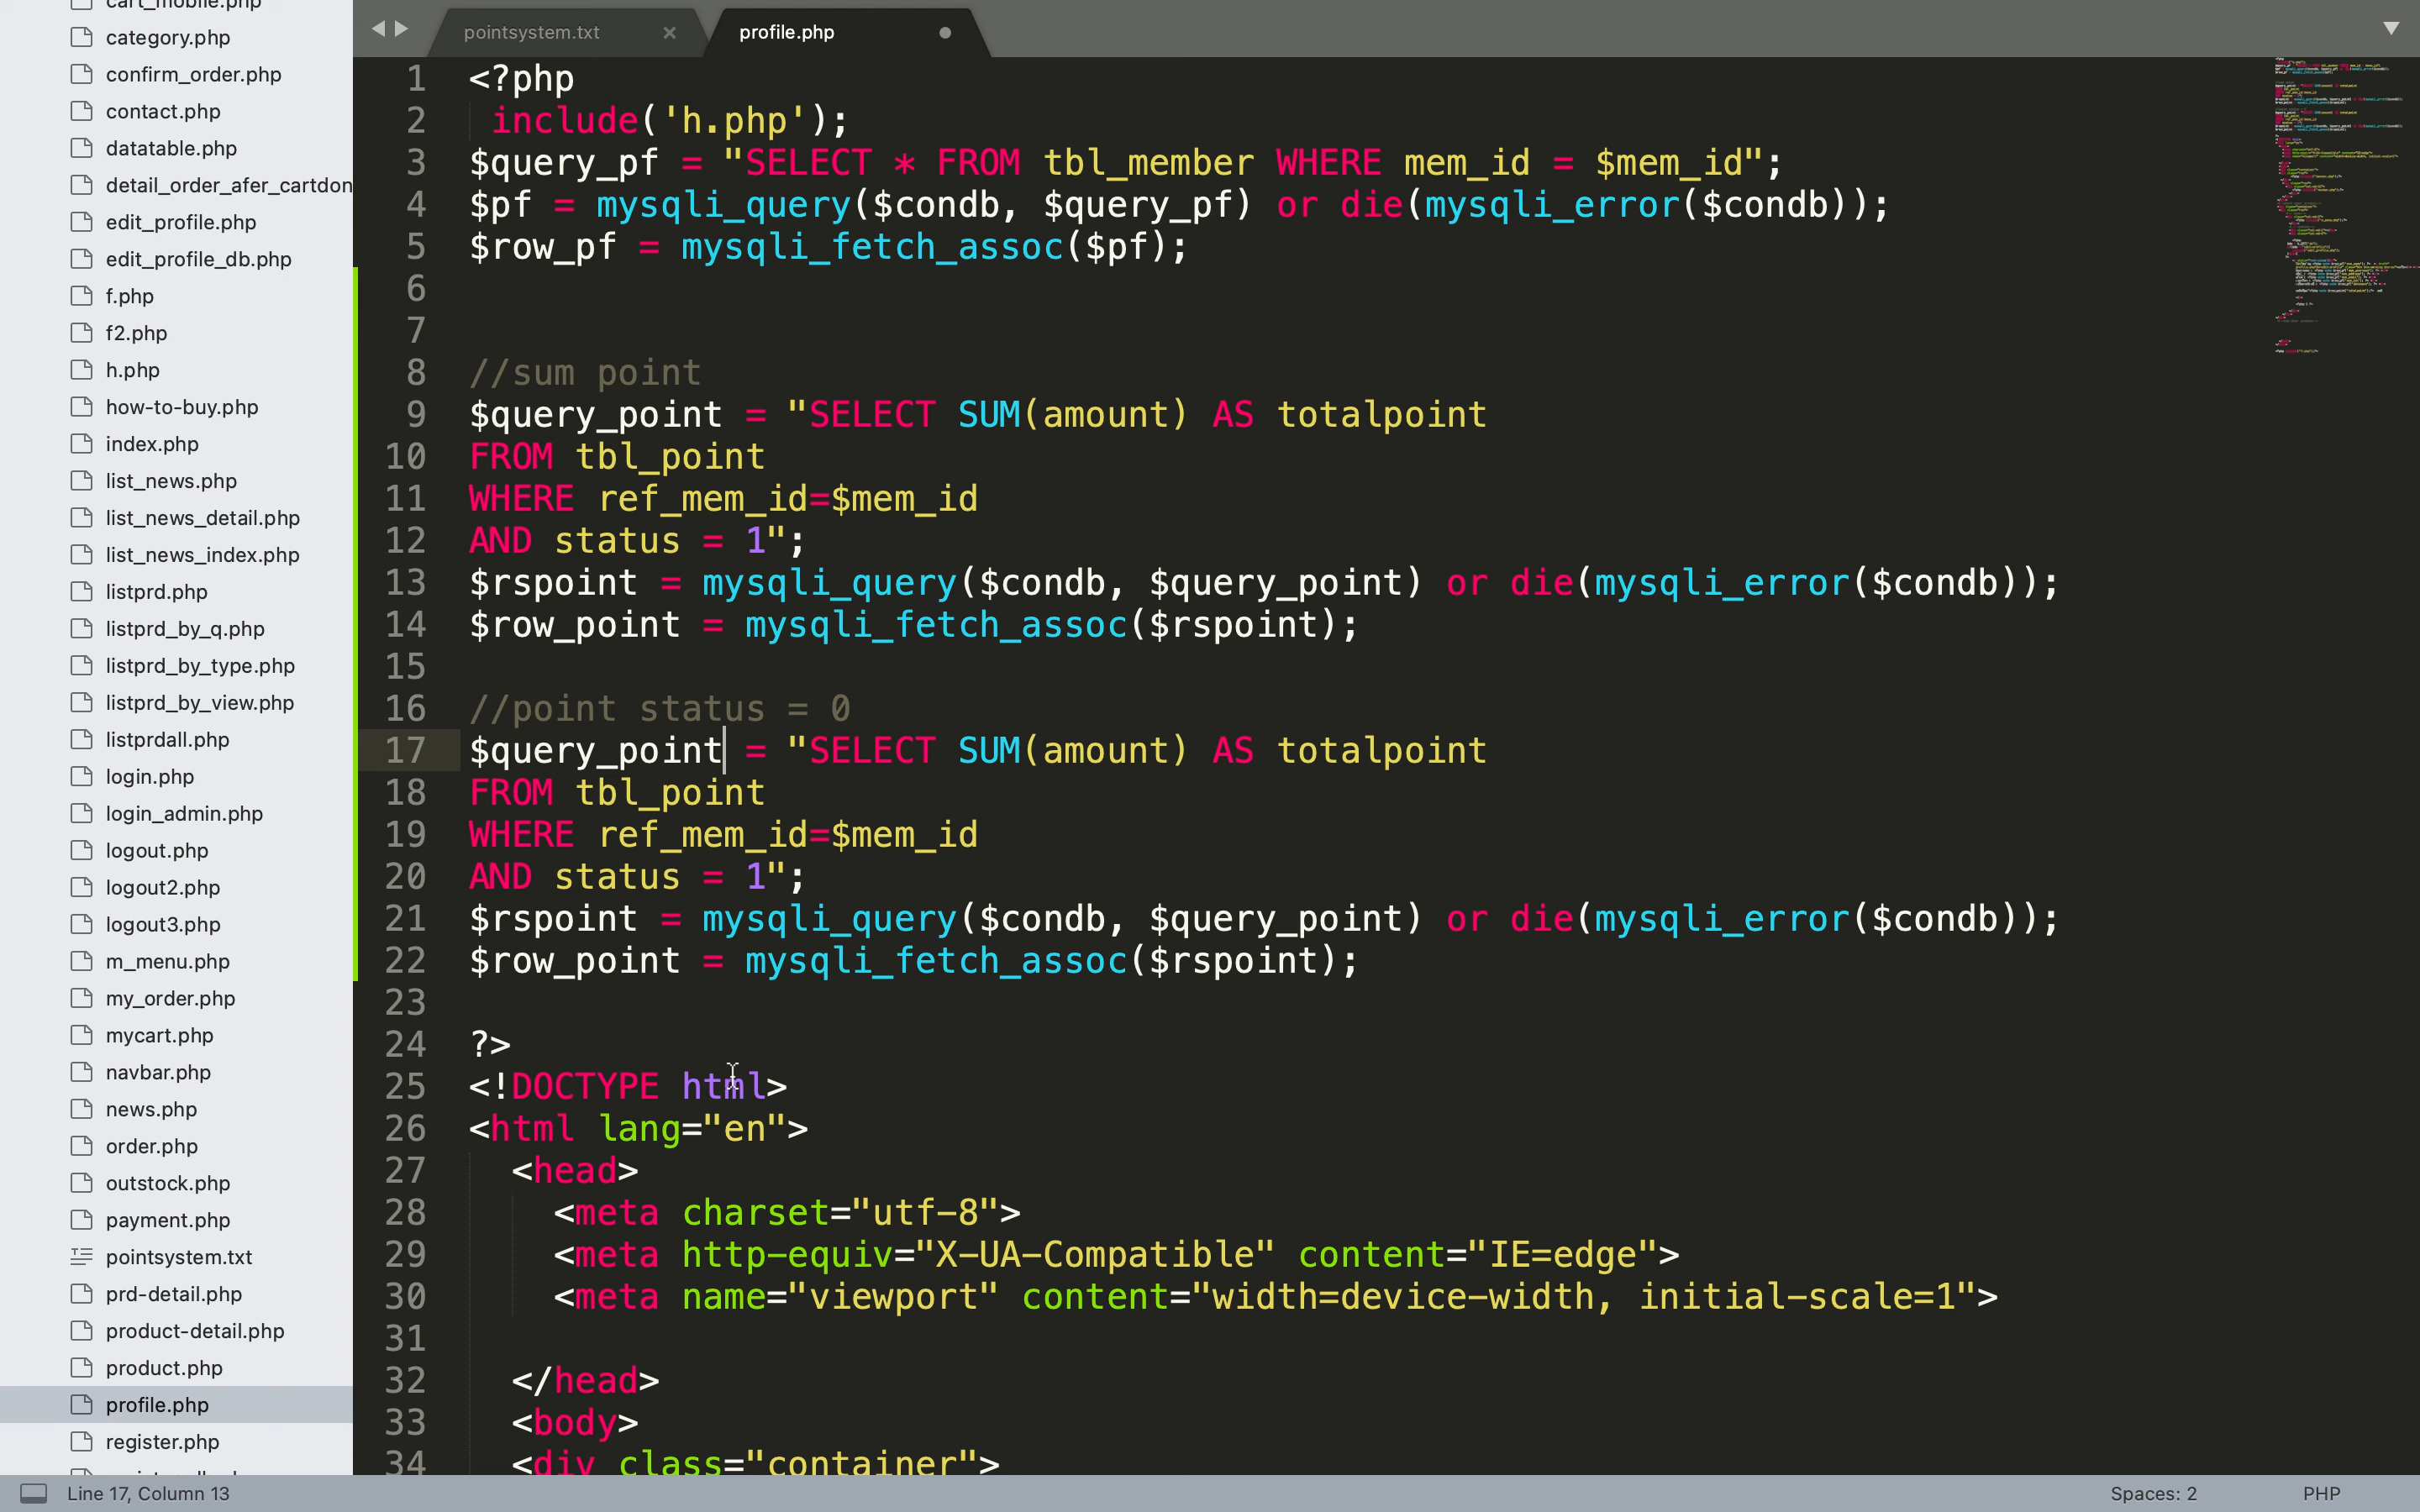 category.php
confirm_order.php
contact.php
datatable.php
detail_order_afer_cartdon
edit_profile.php
edit_profile_db.php
f.php
f2.php
h.php
how-to-buy.php
index.php
list_news.php
list_news_detail.php
list_news_index.php
listprd.php
listprd_by_q.php
listprd_by_type.php
listprd_by_view.php
listprdall.php
login.php
login_admin.php
logout.php
logout2.php
logout3.php
m_menu.php
my_order.php
mycart.php
navbar.php
news.php
order.php
outstock.php
payment.php
pointsystem.txt
prd-detail.php
product-detail.php
product.php
profile.php
register.php
pointsystem.txt
profile.php
1 <?php
2 include('h.php');
3 $query_pf = "SELECT * FROM tbl_member WHERE mem_id = $mem_id";
4 $pf = mysqli_query($condb, $query_pf) or die(mysqli_error($condb));
5 $row_pf = mysqli_fetch_assoc($pf);
6
7
8 //sum point
9 $query_point = "SELECT SUM(amount) AS totalpoint
10 FROM tbl_point
11 WHERE ref_mem_id=$mem_id
12 AND status = 1";
13 $rspoint = mysqli_query($condb, $query_point) or die(mysqli_error($condb));
14 $row_point = mysqli_fetch_assoc($rspoint);
15
16 //point status = 0
17 $query_point = "SELECT SUM(amount) AS totalpoint
18 FROM tbl_point
19 WHERE ref_mem_id=$mem_id
20 AND status = 1";
21 $rspoint = mysqli_query($condb, $query_point) or die(mysqli_error($condb));
22 $row_point = mysqli_fetch_assoc($rspoint);
23
24 ?>
25 <!DOCTYPE html>
26 <html lang="en">
27 <head>
28 <meta charset="utf-8">
29 <meta http-equiv="X-UA-Compatible" content="IE=edge">
30 <meta name="viewport" content="width=device-width, initial-scale=1">
31
32 </head>
33 <body>
34 <div class="container">
Line 17, Column 13
Spaces: 2
PHP